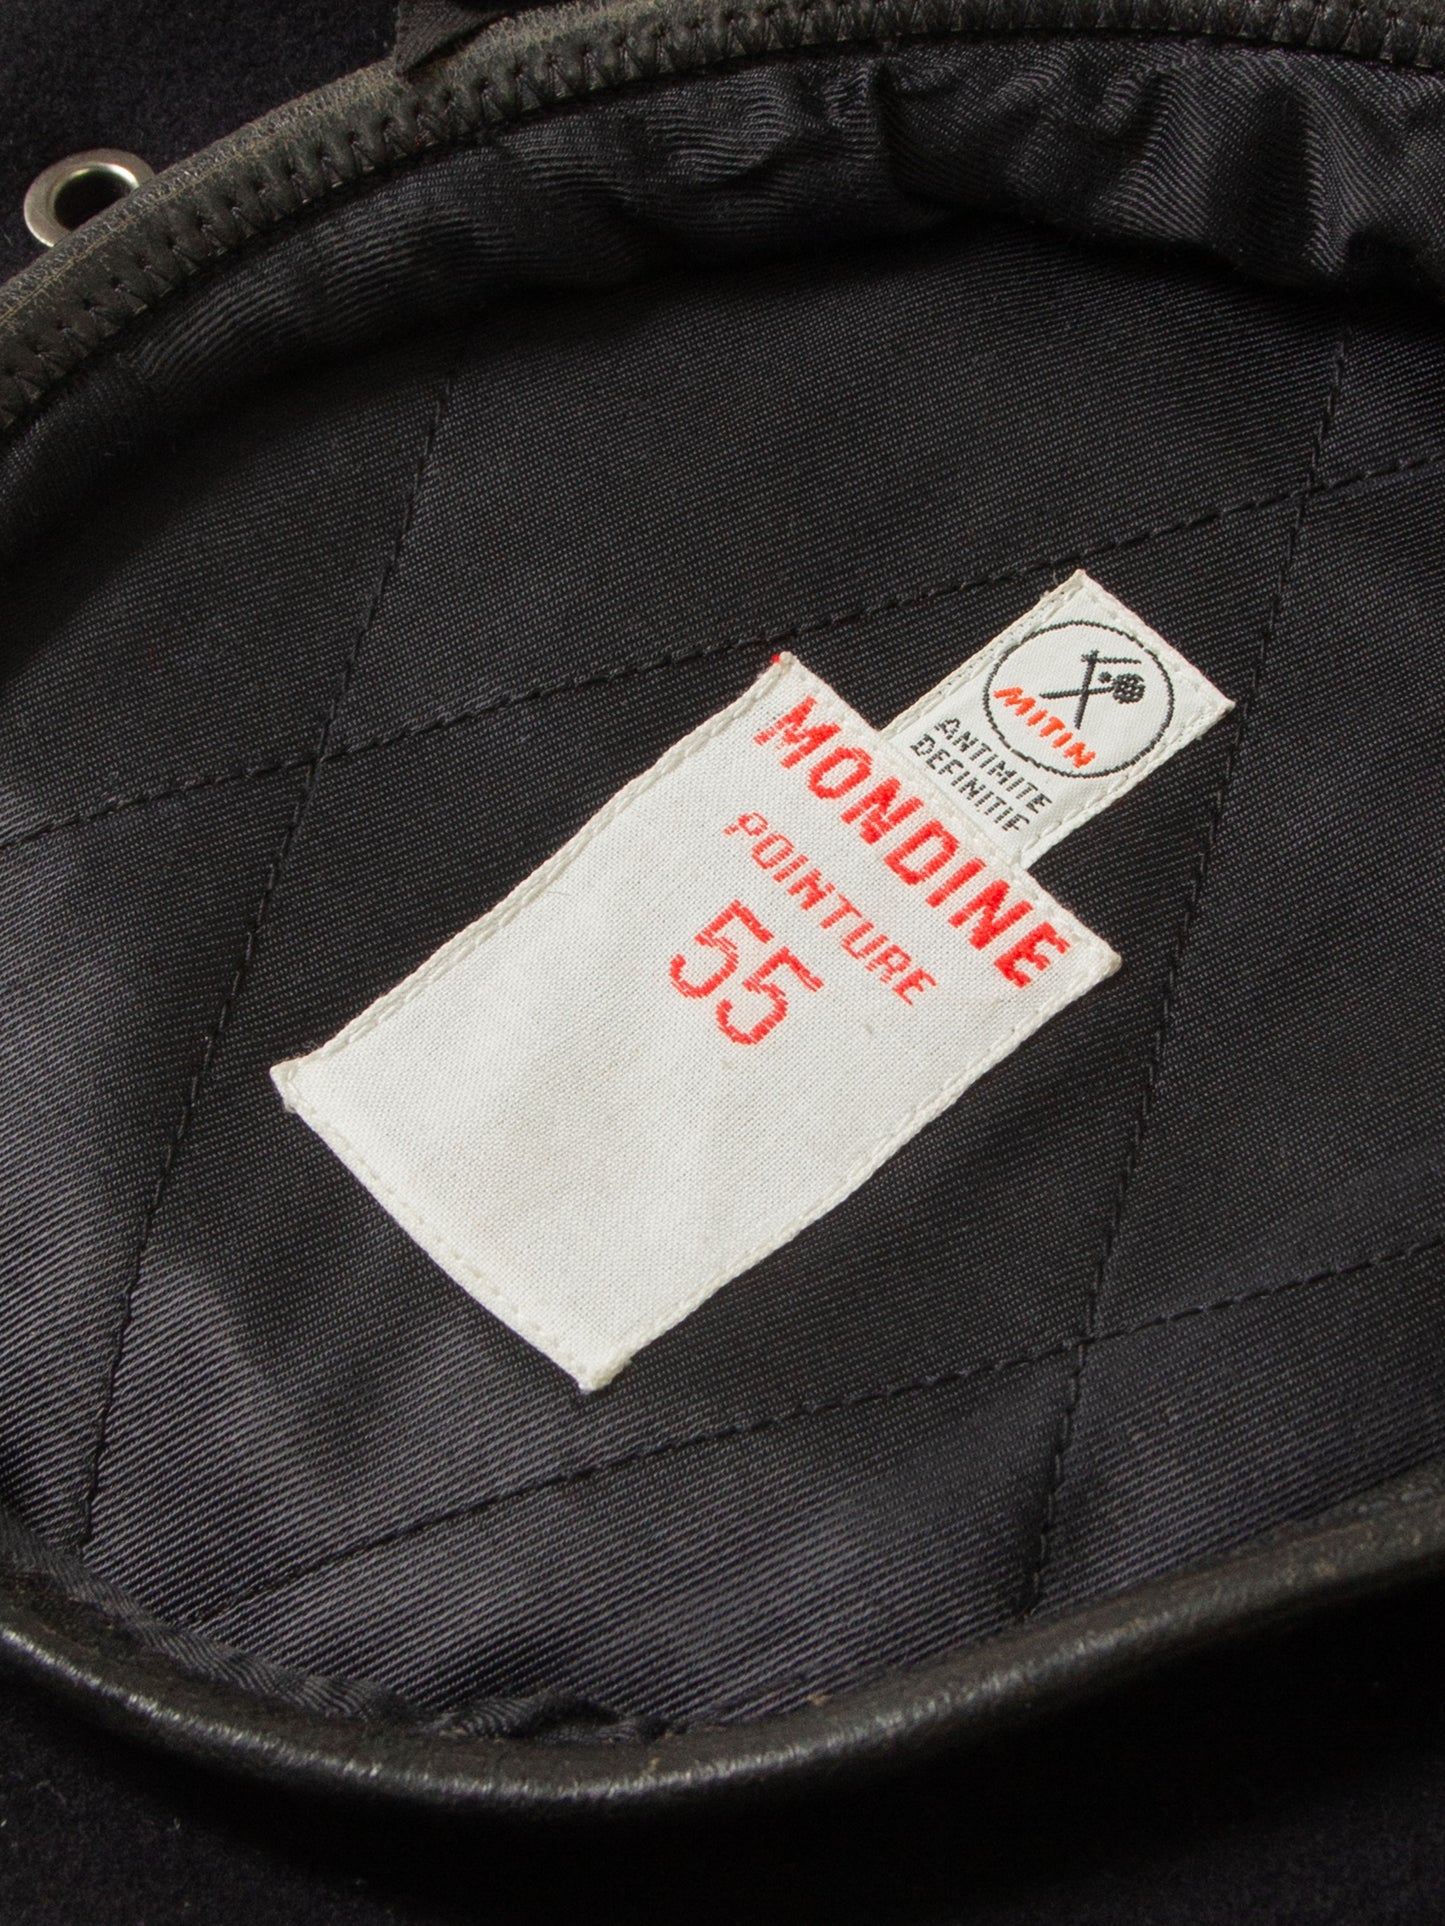 MITIN
ANTIMITE
DEFINITIF
MONDINE
POINTURE
55